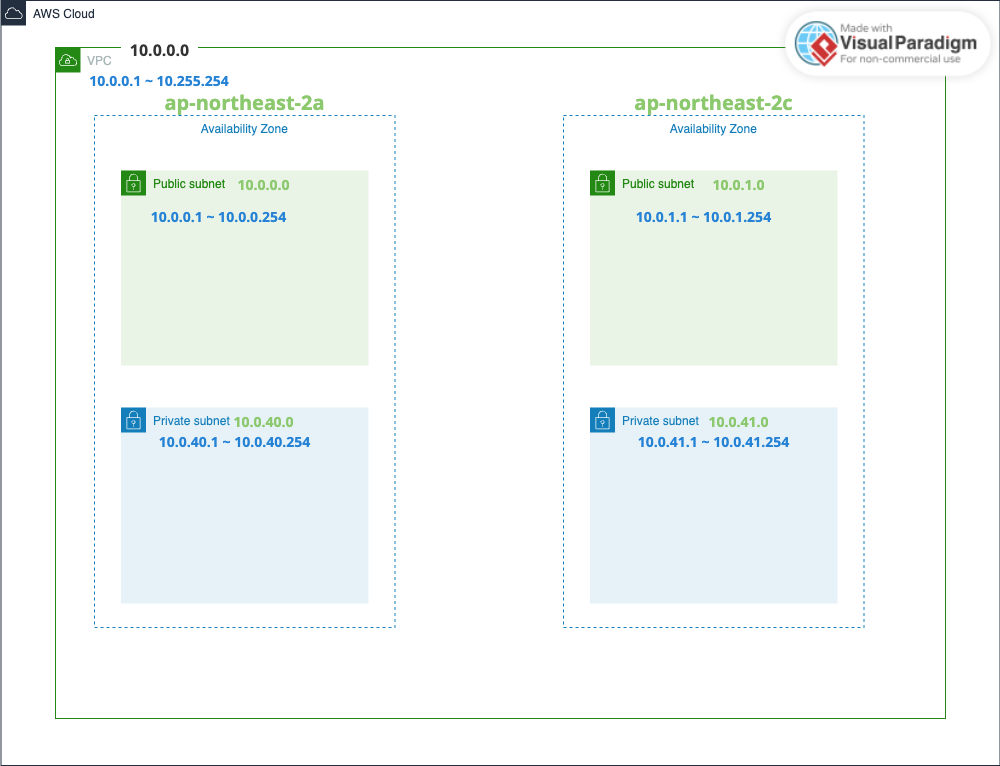 AWS Cloud
Made with
Visual Paradigm
For non-commercial use
10.0.0.0
VPC
10.0.0.1 ~ 10.255.254
ap-northeast-2a
ap-northeast-2c
Availability Zone
Availability Zone
Public subnet 10.0.0.0
10.0.0.1 ~ 10.0.0.254
Public subnet 10.0.1.0
10.0.1.1 ~ 10.0.1.254
Private subnet 10.0.40.0
10.0.40.1 ~ 10.0.40.254
Private subnet 10.0.41.0
10.0.41.1 ~ 10.0.41.254